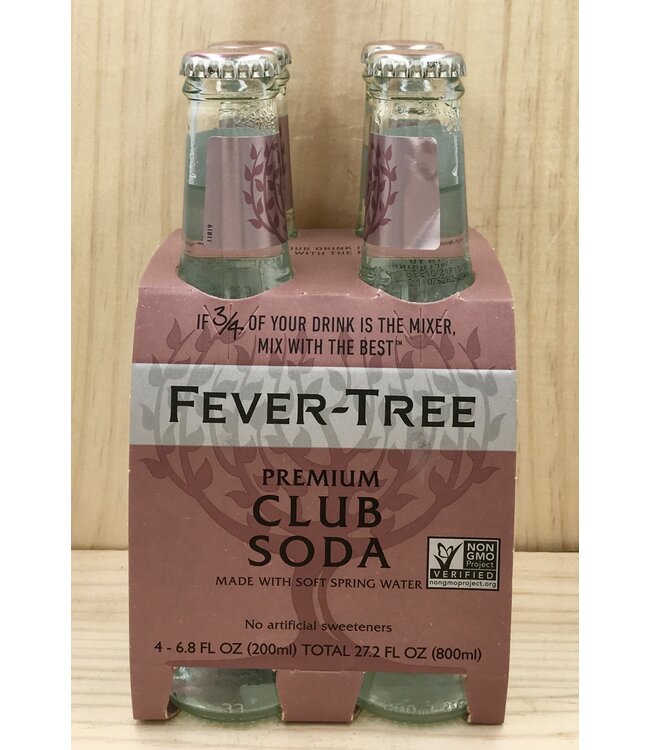 11819
IF 3/4 OF YOUR DRINK IS THE MIXER,
MIX WITH THE BEST™
FEVER-TREE
PREMIUM
CLUB
SODA
MADE WITH SOFT SPRING WATER
NON
GMO
Project
VERIFIED
nongmoproject.org
No artificial sweeteners
4 - 6.8 FL OZ (200ml) TOTAL 27.2 FL OZ (800ml)
33